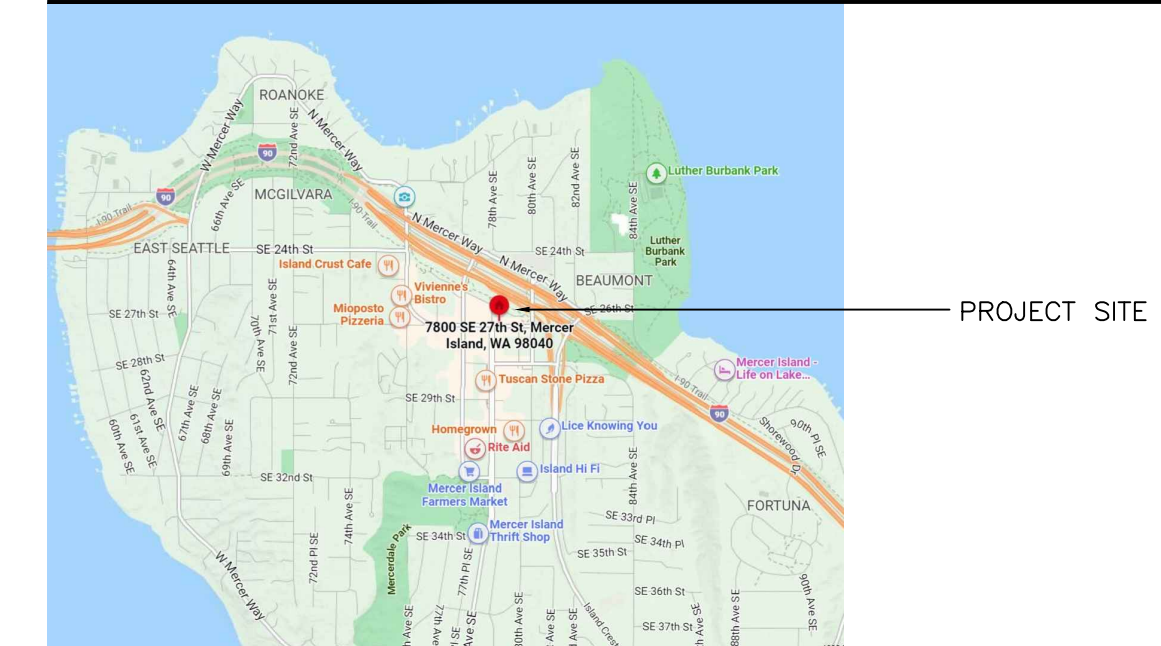 ROANOKE
W Mercer Way
72nd Ave SE
N Mercer Way
90
90
I-90 Trail
66th Ave SE
MCGILVARA
I-90 Trail
78th Ave SE
80th Ave SE
82nd Ave SE
84th Ave SE
Luther Burbank Park
Luther
Burbank
Park
EAST SEATTLE
SE 24th St
N Mercer Way
SE 24th St
Island Crust Cafe
N Mercer Way
BEAUMONT
64th Ave SE
71st Ave SE
70th Ave SE
72nd Ave SE
Vivienne's
Bistro
Mioposto
Pizzeria
SE 27th St
SE 26th St
PROJECT SITE
7800 SE 27th St, Mercer
Island, WA 98040
SE 28th St
62nd Ave SE
61st Ave SE
60th Ave SE
67th Ave SE
68th Ave SE
69th Ave SE
Tuscan Stone Pizza
Mercer Island -
Life on Lake...
I-90 Trail
90
SE 29th St
Homegrown
Lice Knowing You
Shorewood Dr
90th Pl SE
Rite Aid
Island Hi Fi
SE 32nd St
Mercer Island
Farmers Market
84th Ave SE
FORTUNA
74th Ave SE
SE 33rd Pl
Mercerdale Park
SE 34th St
Mercer Island
Thrift Shop
SE 34th Pl
SE 35th St
72nd Pl SE
77th Pl SE
W Mercer Way
SE 36th St
90th Ave SE
88th Ave SE
SE 37th St
77th Ave
Island Crest